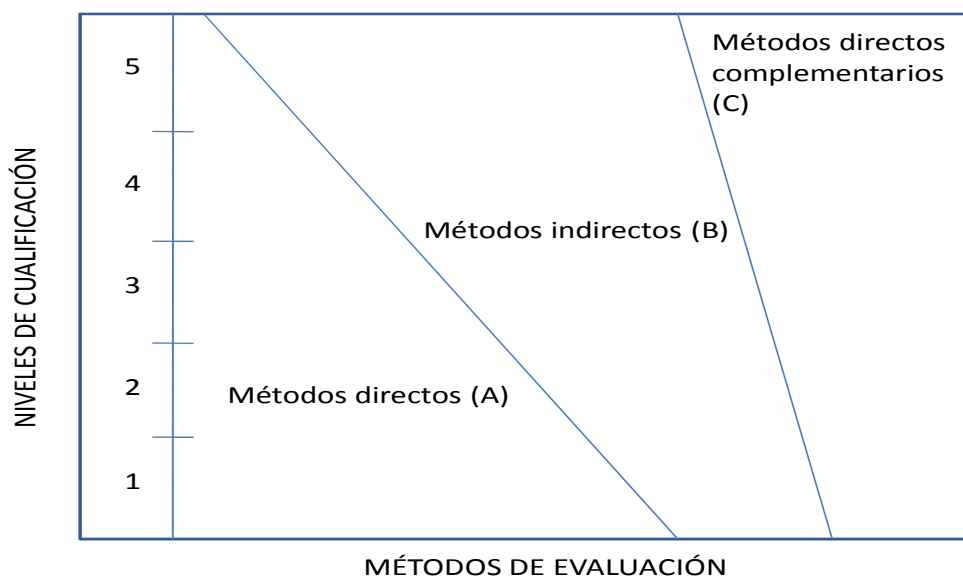 NIVELES DE CUALIFICACIÓN
5
4
3
2
1
Métodos directos
complementarios
(C)
Métodos indirectos (B)
Métodos directos (A)
MÉTODOS DE EVALUACIÓN